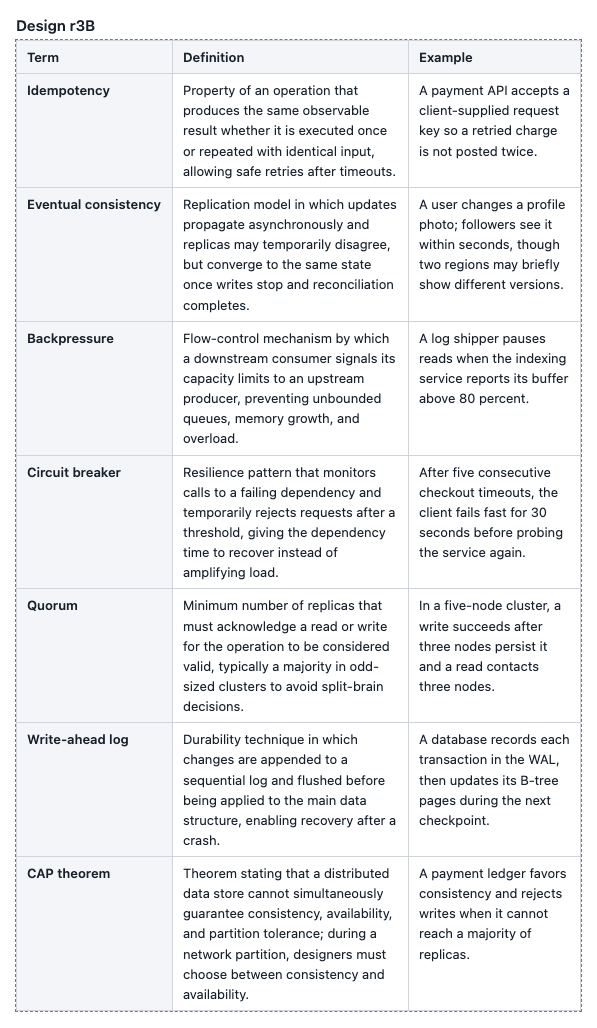 Design r3B
Term Definition Example
Idempotency
Property of an operation that
produces the same observable
result whether it is executed once
or repeated with identical input,
allowing safe retries after timeouts.
A payment API accepts a
client-supplied request
key so a retried charge
is not posted twice.
Eventual consistency
Replication model in which updates
propagate asynchronously and
replicas may temporarily disagree,
but converge to the same state
once writes stop and reconciliation
completes.
A user changes a profile
photo; followers see it
within seconds, though
two regions may briefly
show different versions.
Backpressure
Flow-control mechanism by which
a downstream consumer signals its
capacity limits to an upstream
producer, preventing unbounded
queues, memory growth, and
overload.
A log shipper pauses
reads when the indexing
service reports its buffer
above 80 percent.
Circuit breaker
Resilience pattern that monitors
calls to a failing dependency and
temporarily rejects requests after a
threshold, giving the dependency
time to recover instead of
amplifying load.
After five consecutive
checkout timeouts, the
client fails fast for 30
seconds before probing
the service again.
Quorum
Minimum number of replicas that
must acknowledge a read or write
for the operation to be considered
valid, typically a majority in odd-
sized clusters to avoid split-brain
decisions.
In a five-node cluster, a
write succeeds after
three nodes persist it
and a read contacts
three nodes.
Write-ahead log
Durability technique in which
changes are appended to a
sequential log and flushed before
being applied to the main data
structure, enabling recovery after a
crash.
A database records each
transaction in the WAL,
then updates its B-tree
pages during the next
checkpoint.
CAP theorem
Theorem stating that a distributed
data store cannot simultaneously
guarantee consistency, availability,
and partition tolerance; during a
network partition, designers must
choose between consistency and
availability.
A payment ledger favors
consistency and rejects
writes when it cannot
reach a majority of
replicas.